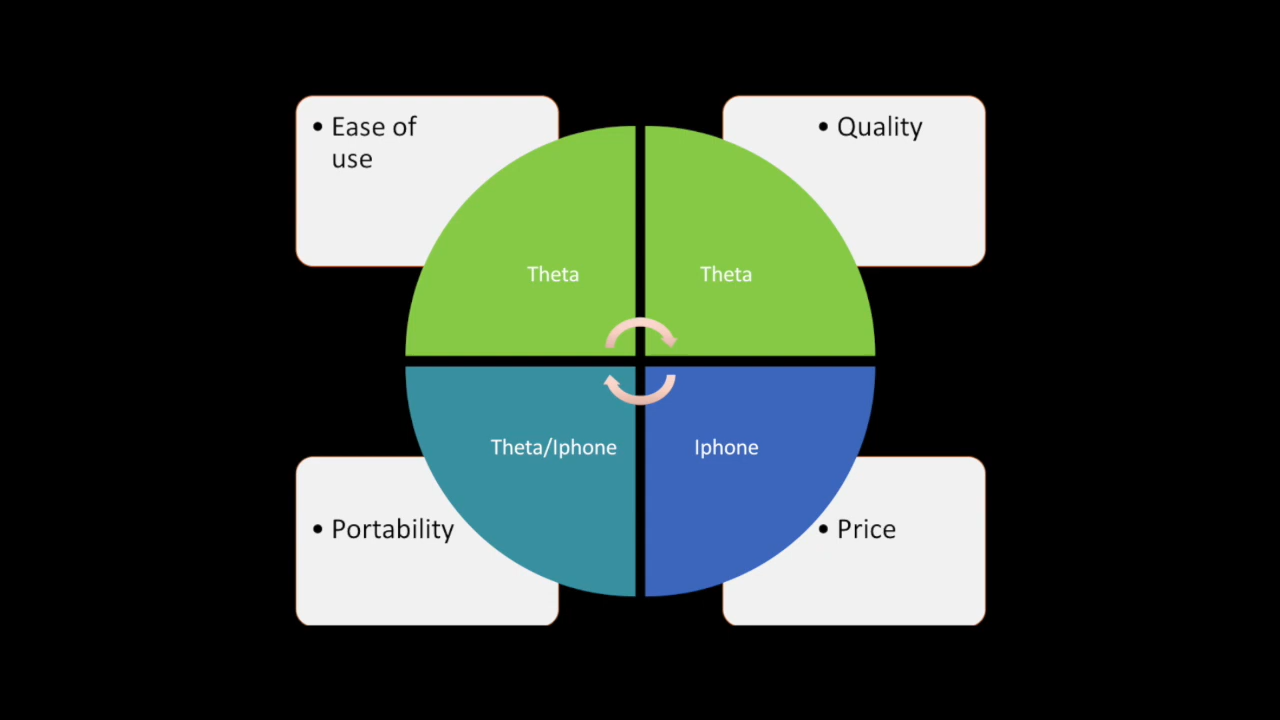 • Ease of
use
• Quality
Theta
Theta
Theta/Iphone
Iphone
• Portability
• Price